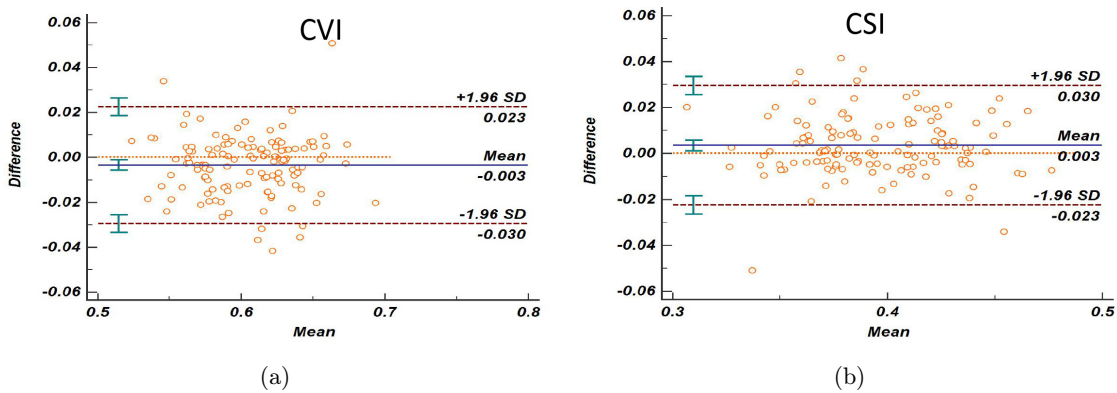 CVI
0.06
0.04
0.02
0.00
-0.02
-0.04
-0.06
Difference
+1.96 SD
0.023
Mean
-0.003
-1.96 SD
-0.030
0.5
0.6
0.7
0.8
Mean
(a)
CSI
0.06
0.04
0.02
0.00
-0.02
-0.04
-0.06
Difference
+1.96 SD
0.030
Mean
0.003
-1.96 SD
-0.023
0.3
0.4
0.5
Mean
(b)